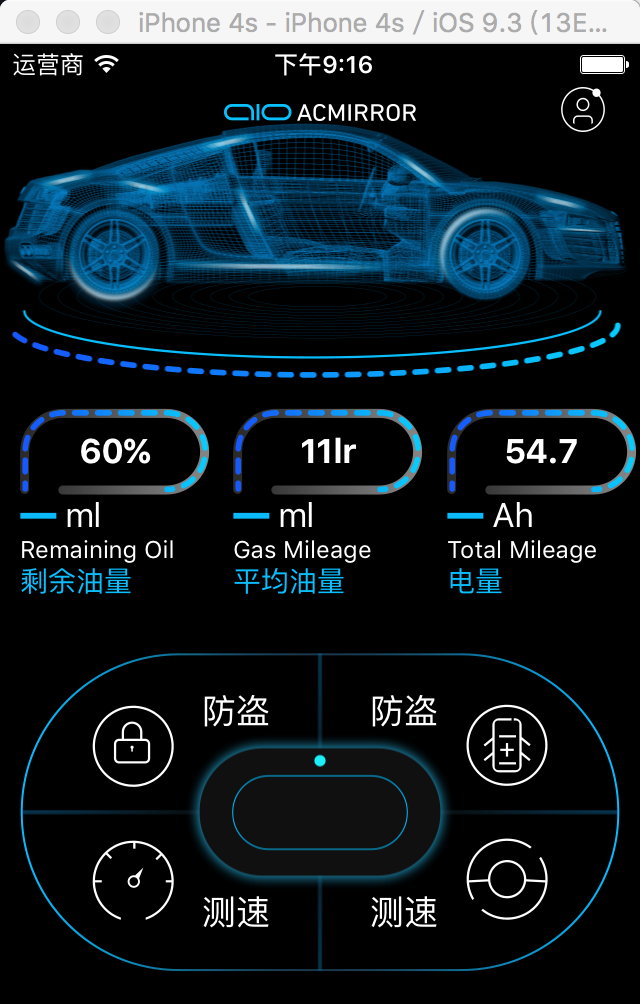 iPhone 4s - iPhone 4s / iOS 9.3 (13E...
运营商 下午9:16
aio ACMIRROR
60% 11lr 54.7
ml ml Ah
Remaining Oil Gas Mileage Total Mileage
剩余油量 平均油量 电量
防盗 防盗
测速 测速